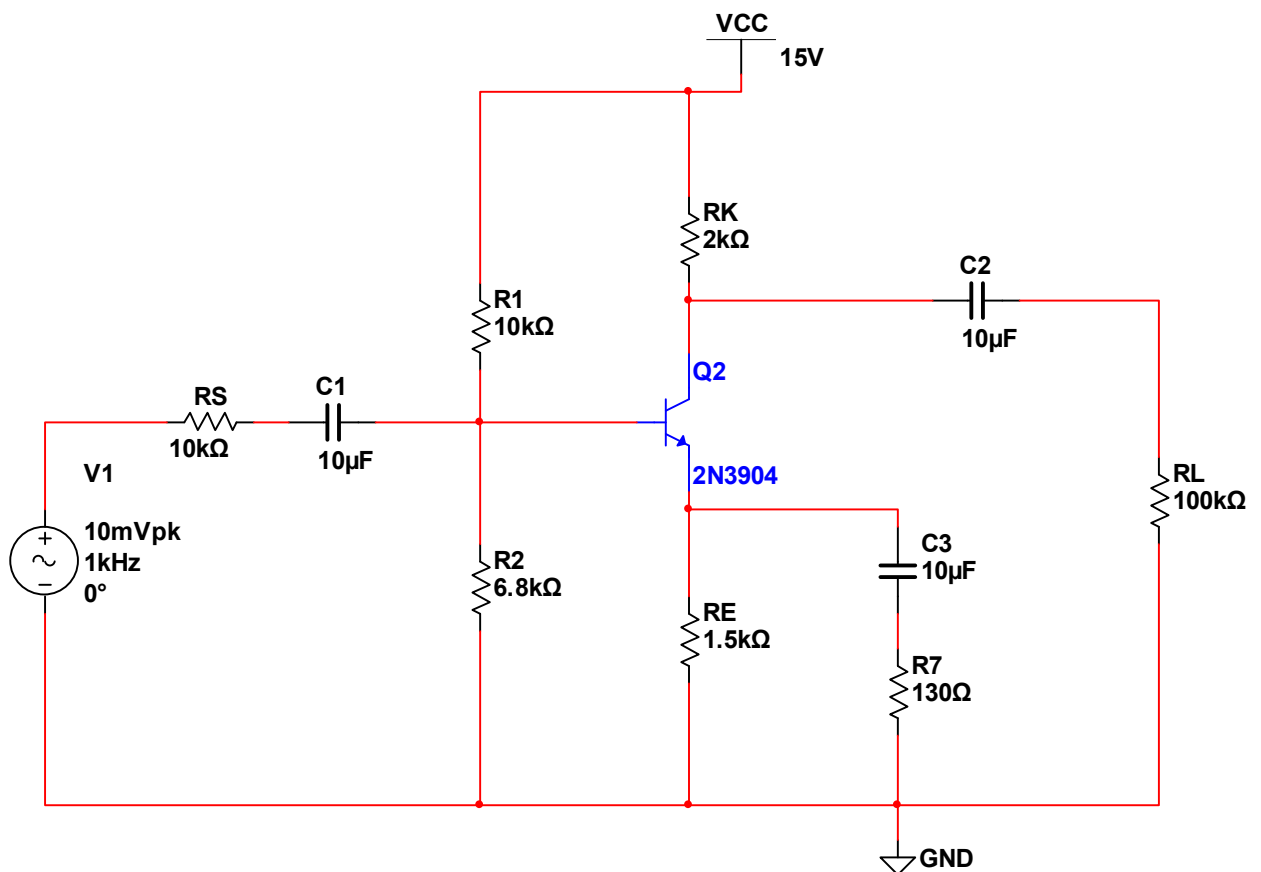 VCC
15V
RK
2kΩ
C2
10µF
R1
10kΩ
Q2
2N3904
RS
10kΩ
C1
10µF
V1
10mVpk
1kHz
0°
RL
100kΩ
C3
10µF
R2
6.8kΩ
RE
1.5kΩ
R7
130Ω
GND